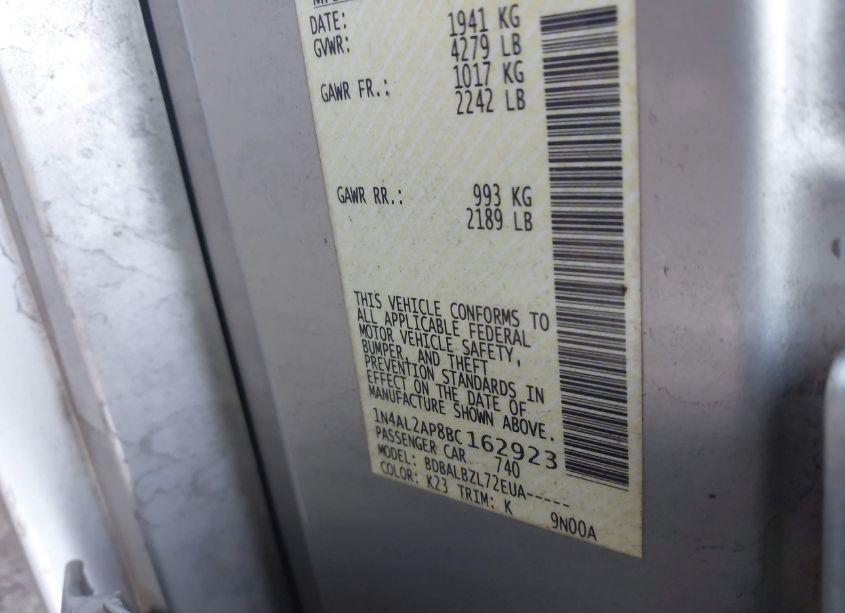 DATE: 1941 KG
GVWR: 4279 LB
GAWR FR.: 1017 KG
2242 LB
GAWR RR.: 993 KG
2189 LB
THIS VEHICLE CONFORMS TO
ALL APPLICABLE FEDERAL
MOTOR VEHICLE SAFETY,
BUMPER, AND THEFT
PREVENTION STANDARDS IN
EFFECT ON THE DATE OF
MANUFACTURE SHOWN ABOVE.
1N4AL2AP8BC162923
PASSENGER CAR 740
MODEL: BDBALBZL72EUA-----
COLOR: K23 TRIM: K 9N00A